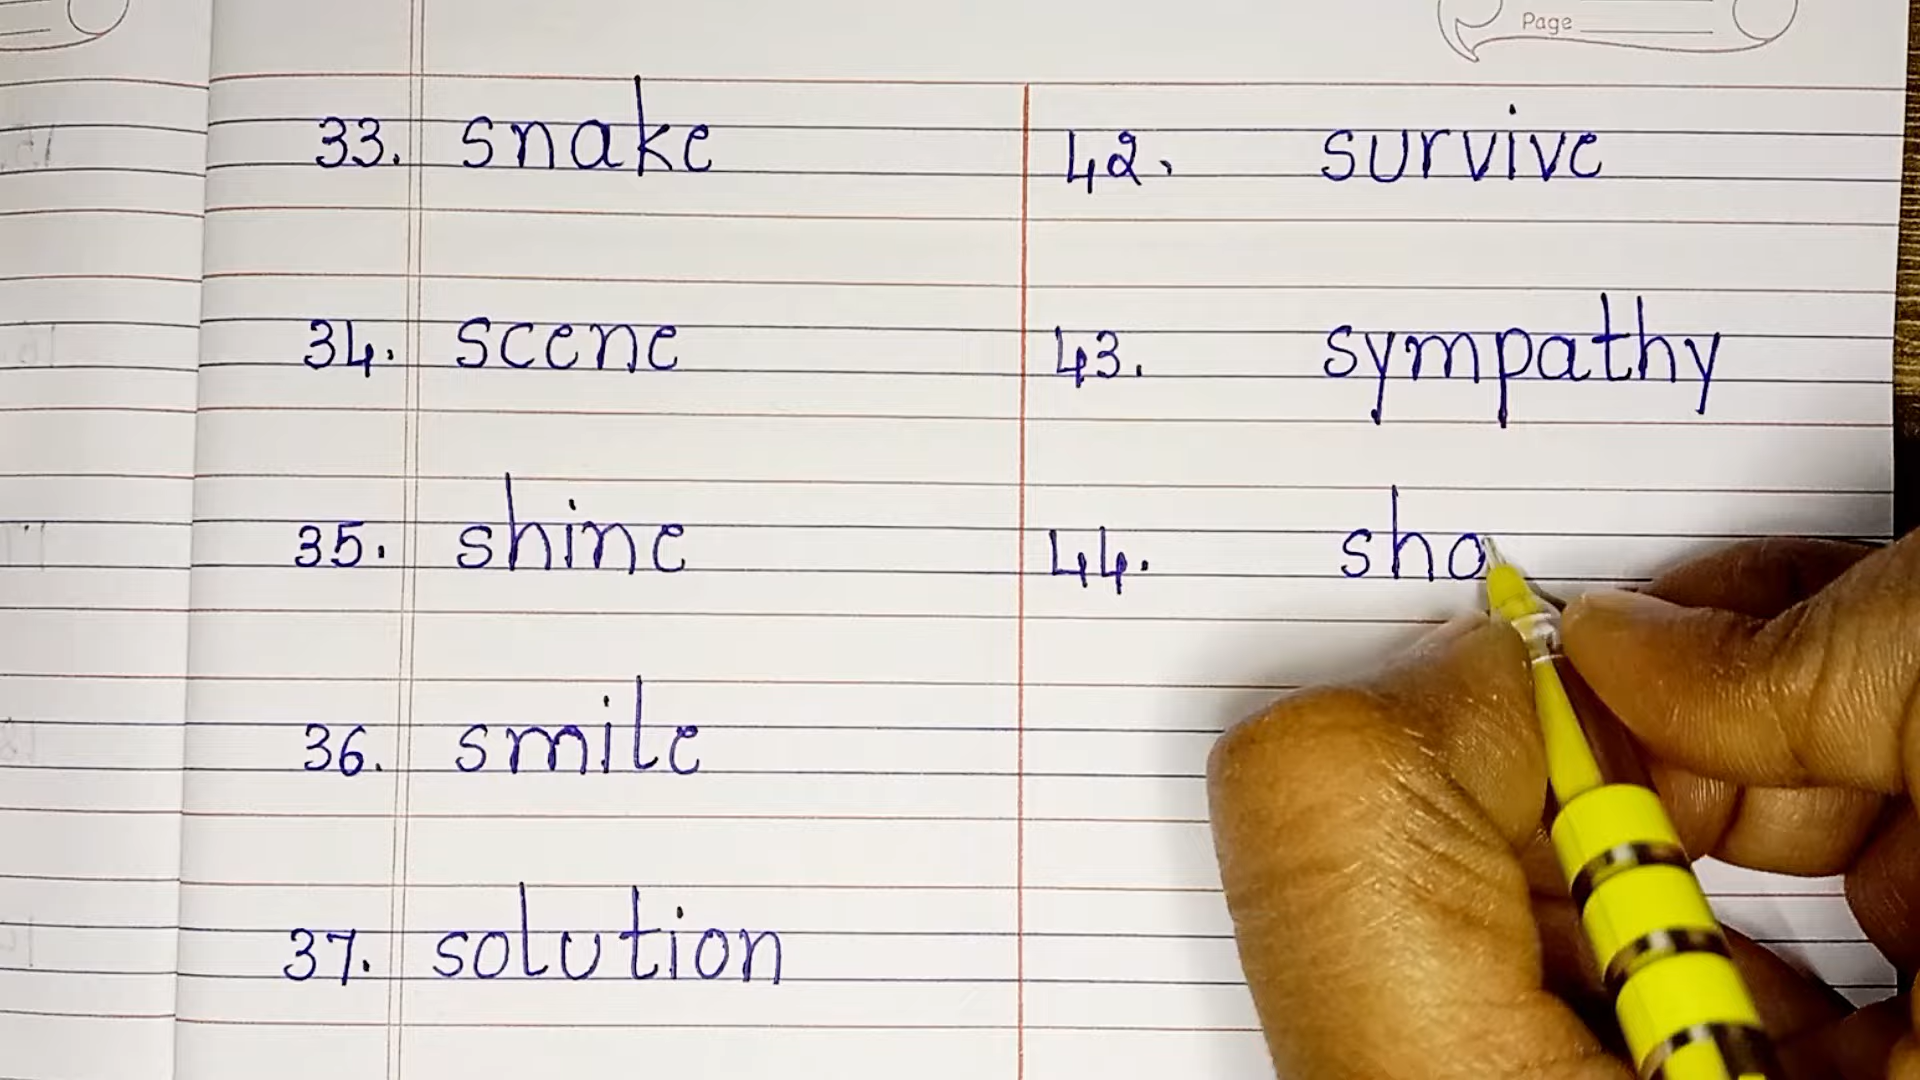 Page
33. snake
34. scene
35. shine
36. smile
37. solution
42. survive
43. sympathy
44. sho